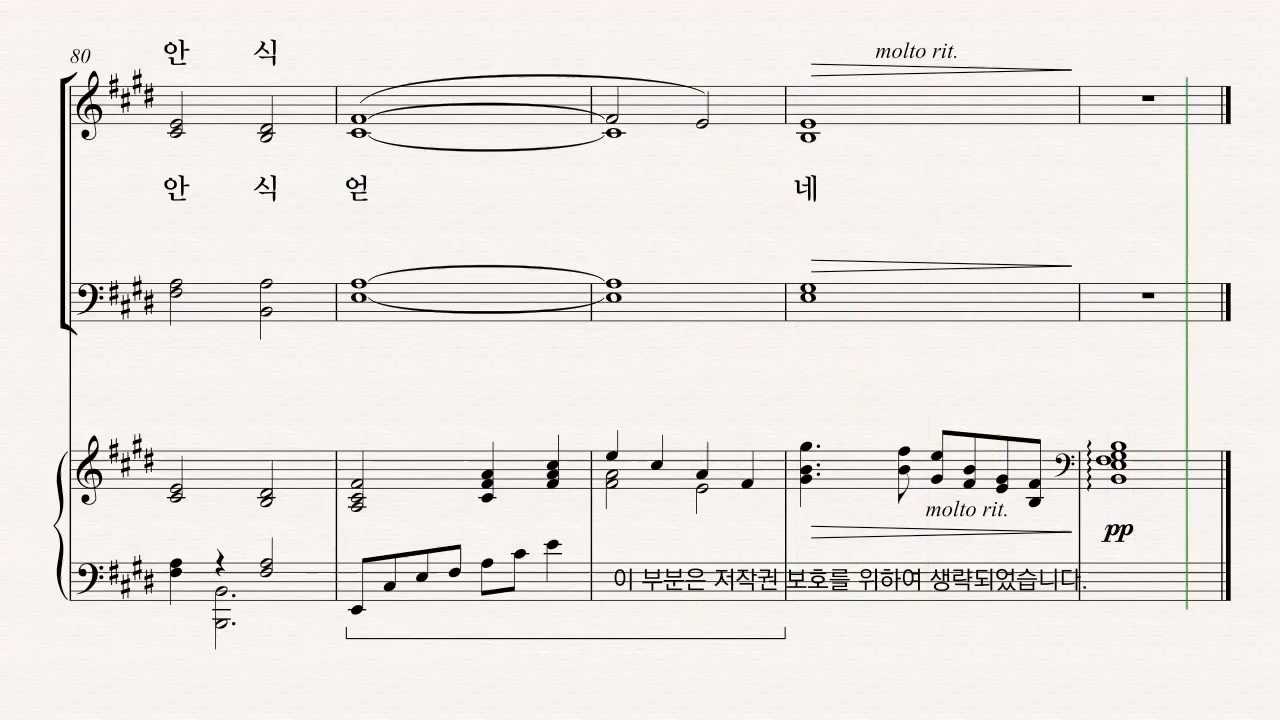 80 안 식
molto rit.
안 식 얻 네
molto rit.
pp
이 부분은 저작권 보호를 위하여 생략되었습니다.